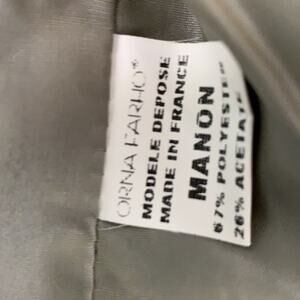 ORNA FARHO®
MODELE DEPOSE
MADE IN FRANCE
MANON
67% POLYESTER
26% ACETATE